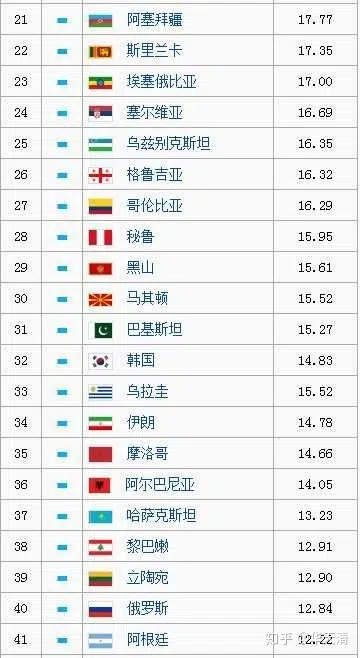 21 阿塞拜疆 17.77
22 斯里兰卡 17.35
23 埃塞俄比亚 17.00
24 塞尔维亚 16.69
25 乌兹别克斯坦 16.35
26 格鲁吉亚 16.32
27 哥伦比亚 16.29
28 秘鲁 15.95
29 黑山 15.61
30 马其顿 15.52
31 巴基斯坦 15.27
32 韩国 14.83
33 乌拉圭 15.52
34 伊朗 14.78
35 摩洛哥 14.66
36 阿尔巴尼亚 14.05
37 哈萨克斯坦 13.23
38 黎巴嫩 12.91
39 立陶宛 12.90
40 俄罗斯 12.84
41 阿根廷
知乎